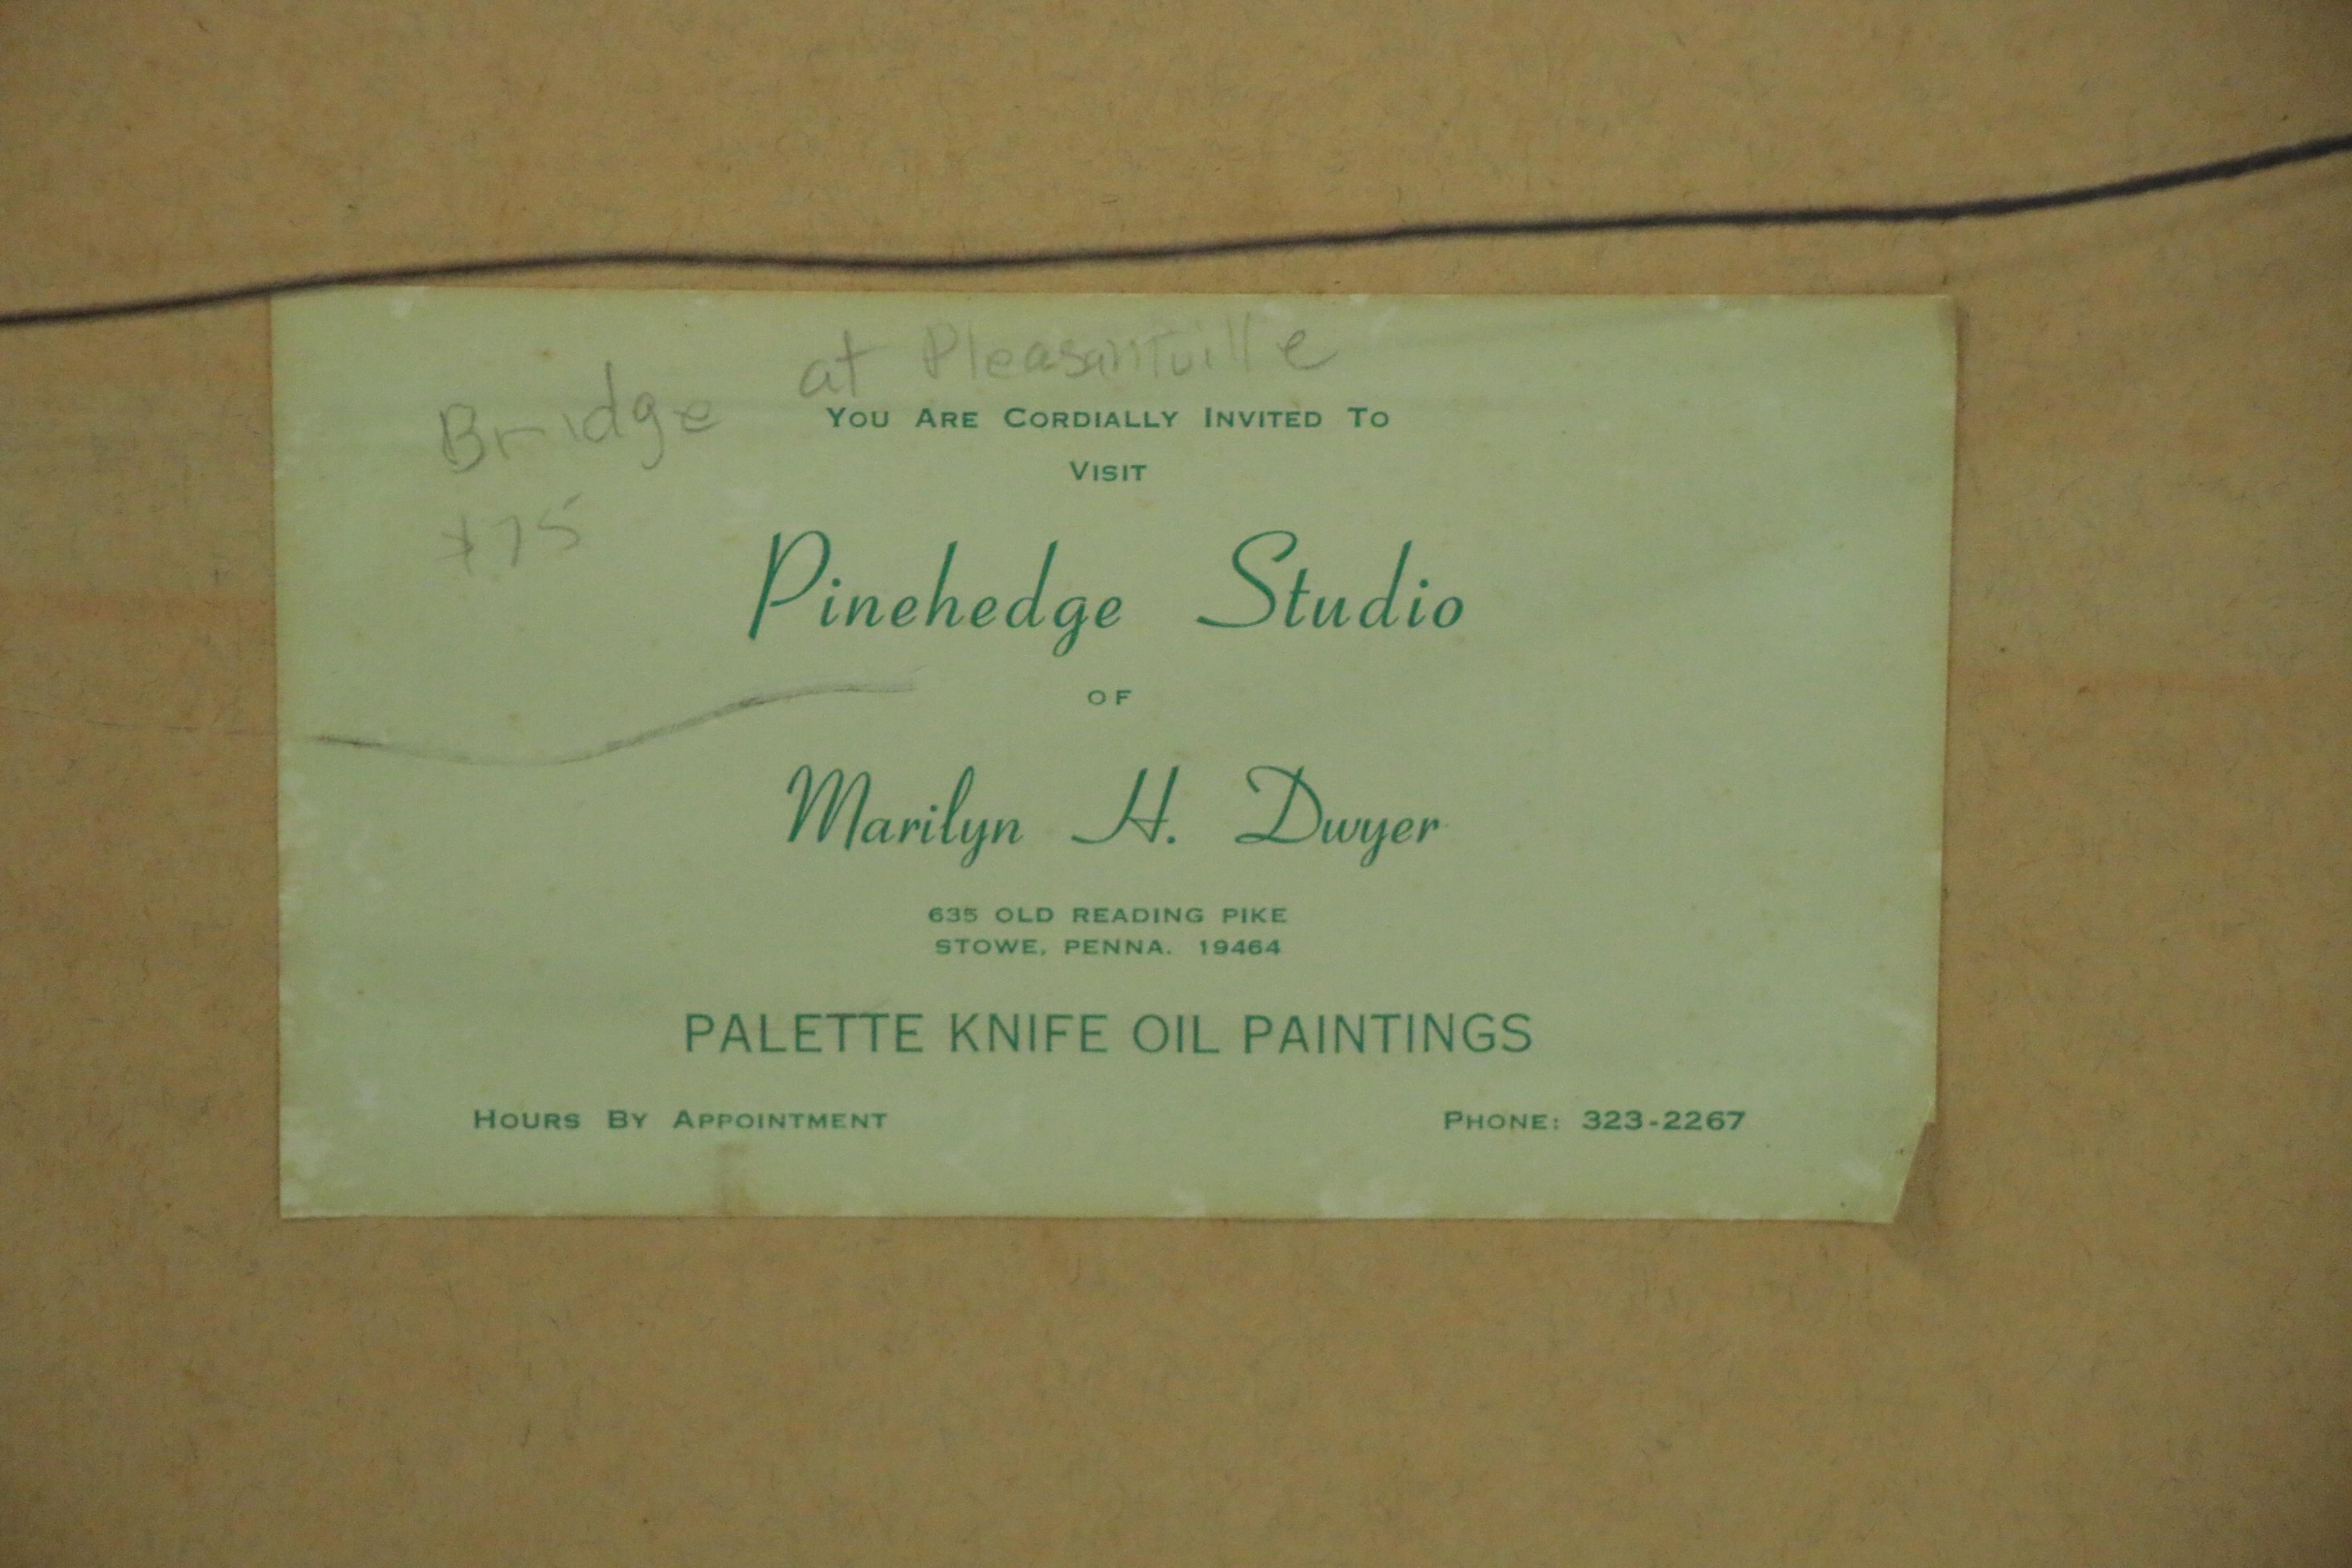 Bridge at Pleasantville
$75
You Are Cordially Invited To
Visit
Pinehedge Studio
OF
Marilyn H. Dwyer
635 OLD READING PIKE
STOWE, PENNA. 19464
PALETTE KNIFE OIL PAINTINGS
Hours By Appointment
Phone: 323-2267